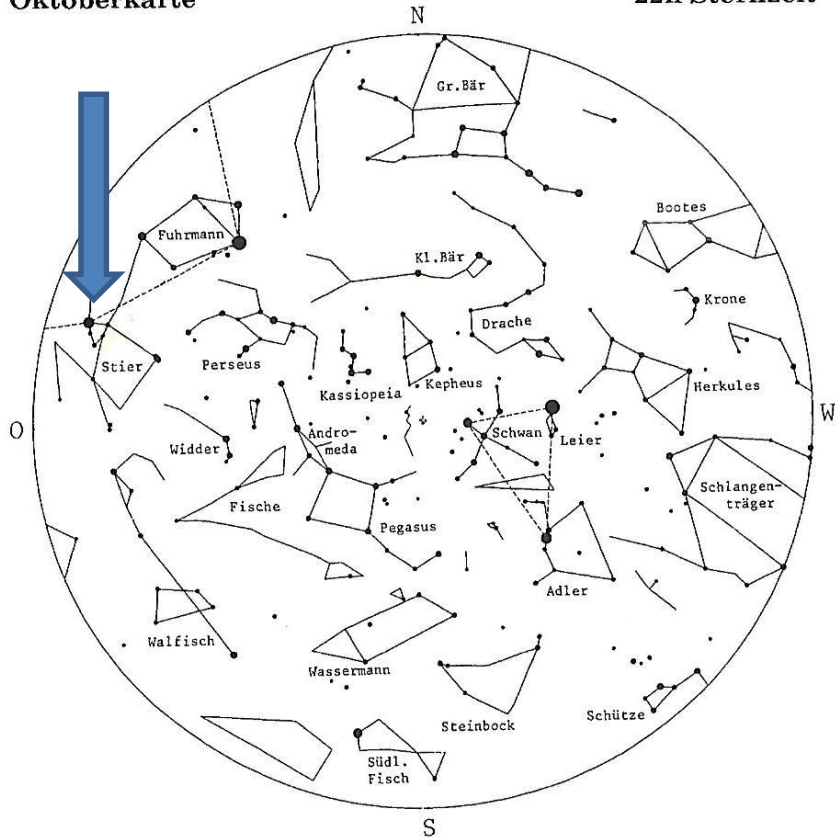 Oktoberkarte
22h Sternzeit
N
Gr.Bär
Bootes
Fuhrmann
Kl.Bär
Krone
Drache
Stier
Perseus
Kassiopeia
Kepheus
Herkules
O
W
Widder
Andro-
meda
Schwan
Leier
Fische
Schlangen-
träger
Pegasus
Adler
Walfisch
Wassermann
Steinbock
Schütze
Südl.
Fisch
S